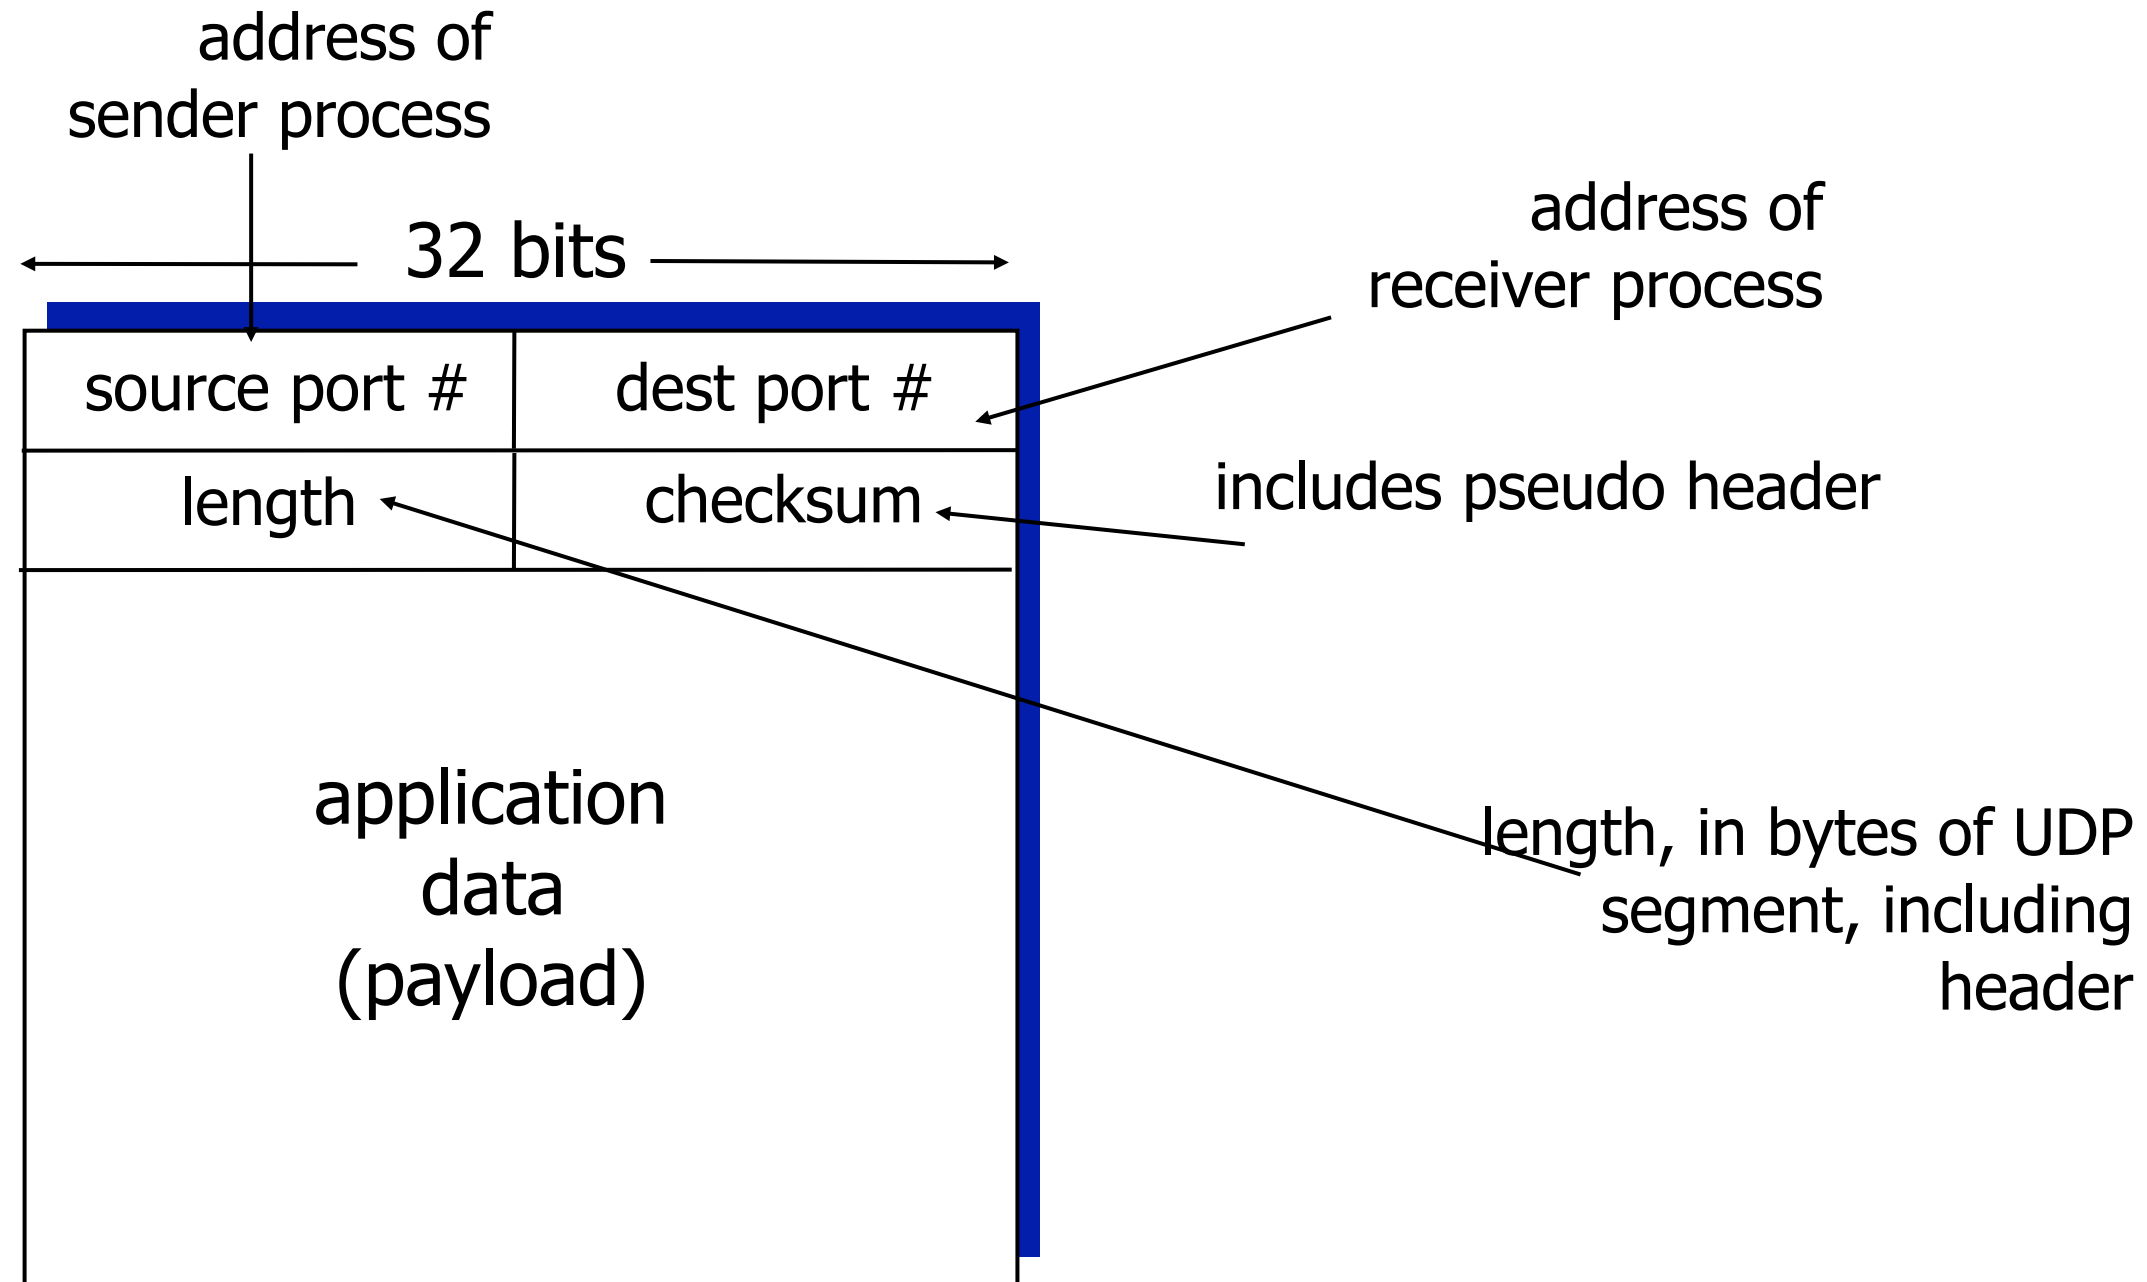 address of
sender process
32 bits
address of
receiver process
source port #
dest port #
length
checksum
includes pseudo header
application
data
(payload)
length, in bytes of UDP
segment, including
header